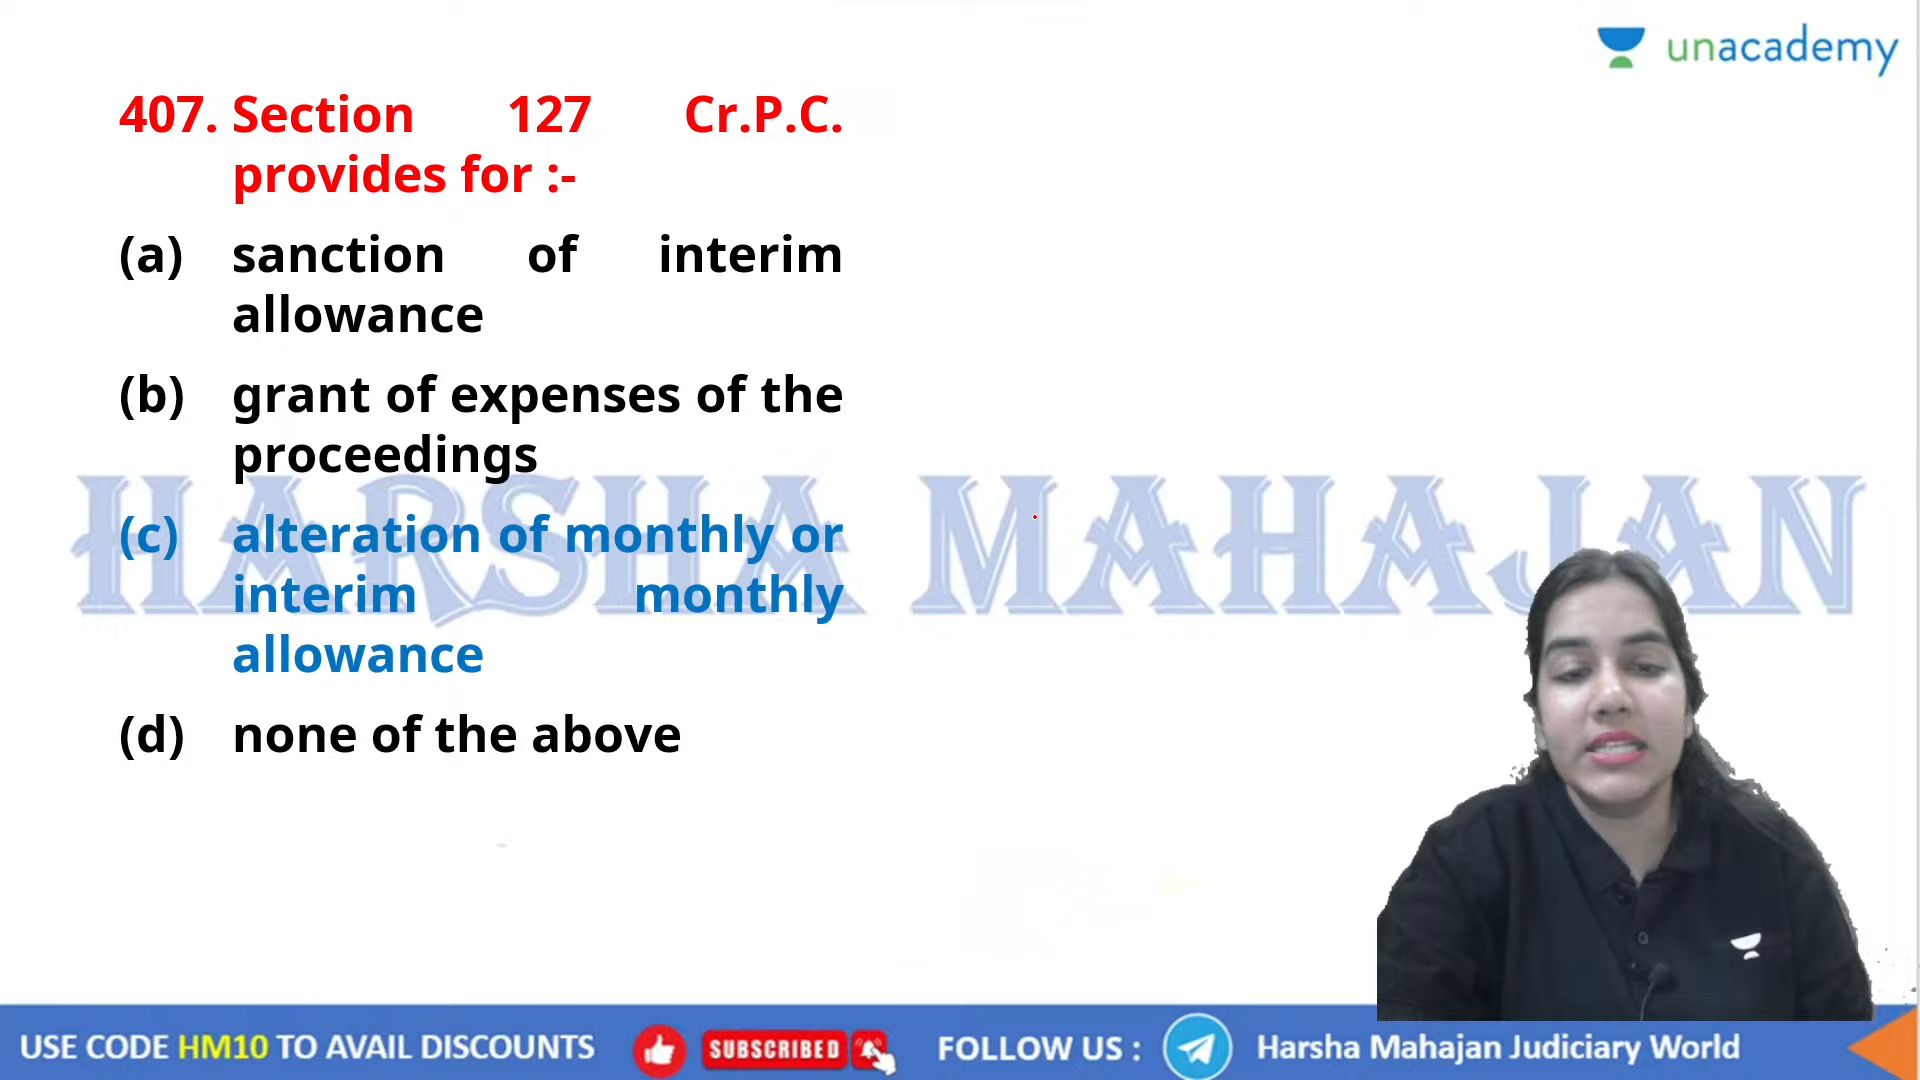 unacademy
407. Section 127 Cr.P.C.
provides for :-
(a) sanction of interim
allowance
(b) grant of expenses of the
proceedings
HARSHA MAHAJAN
(c) alteration of monthly or
interim monthly
allowance
(d) none of the above
USE CODE HM10 TO AVAIL DISCOUNTS SUBSCRIBED FOLLOW US : Harsha Mahajan Judiciary World